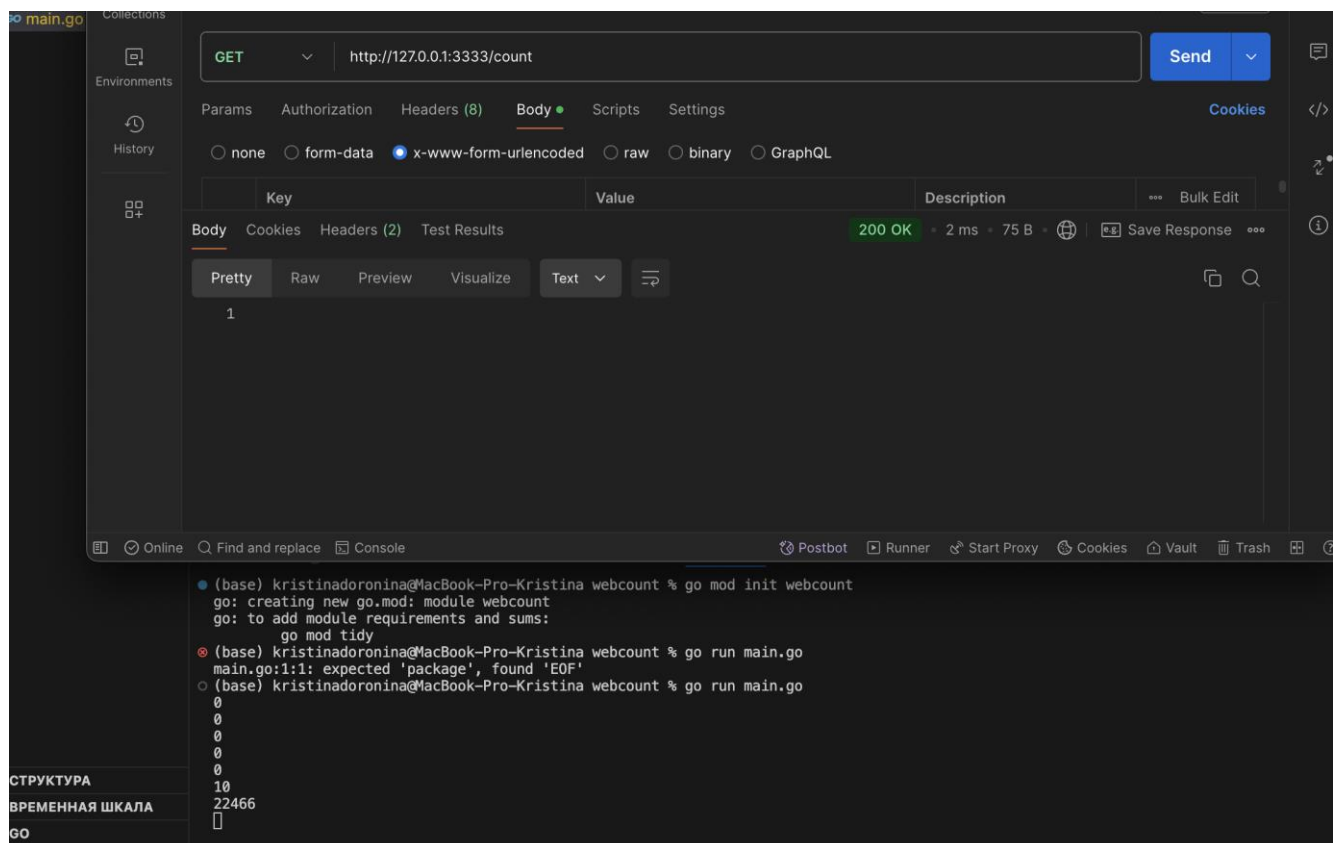 main.go
Collections
GET http://127.0.0.1:3333/count Send
Environments
Params Authorization Headers (8) Body Scripts Settings Cookies </>
History
none form-data x-www-form-urlencoded raw binary GraphQL
Key Value Description Bulk Edit
Body Cookies Headers (2) Test Results 200 OK 2 ms 75 B e.g. Save Response
Pretty Raw Preview Visualize Text
1
Online Find and replace Console Postbot Runner Start Proxy Cookies Vault Trash
(base) kristinadoronina@MacBook-Pro-Kristina webcount % go mod init webcount
go: creating new go.mod: module webcount
go: to add module requirements and sums:
go mod tidy
(base) kristinadoronina@MacBook-Pro-Kristina webcount % go run main.go
main.go:1:1: expected 'package', found 'EOF'
(base) kristinadoronina@MacBook-Pro-Kristina webcount % go run main.go
0
0
0
0
0
10
22466
СТРУКТУРА
ВРЕМЕННАЯ ШКАЛА
GO